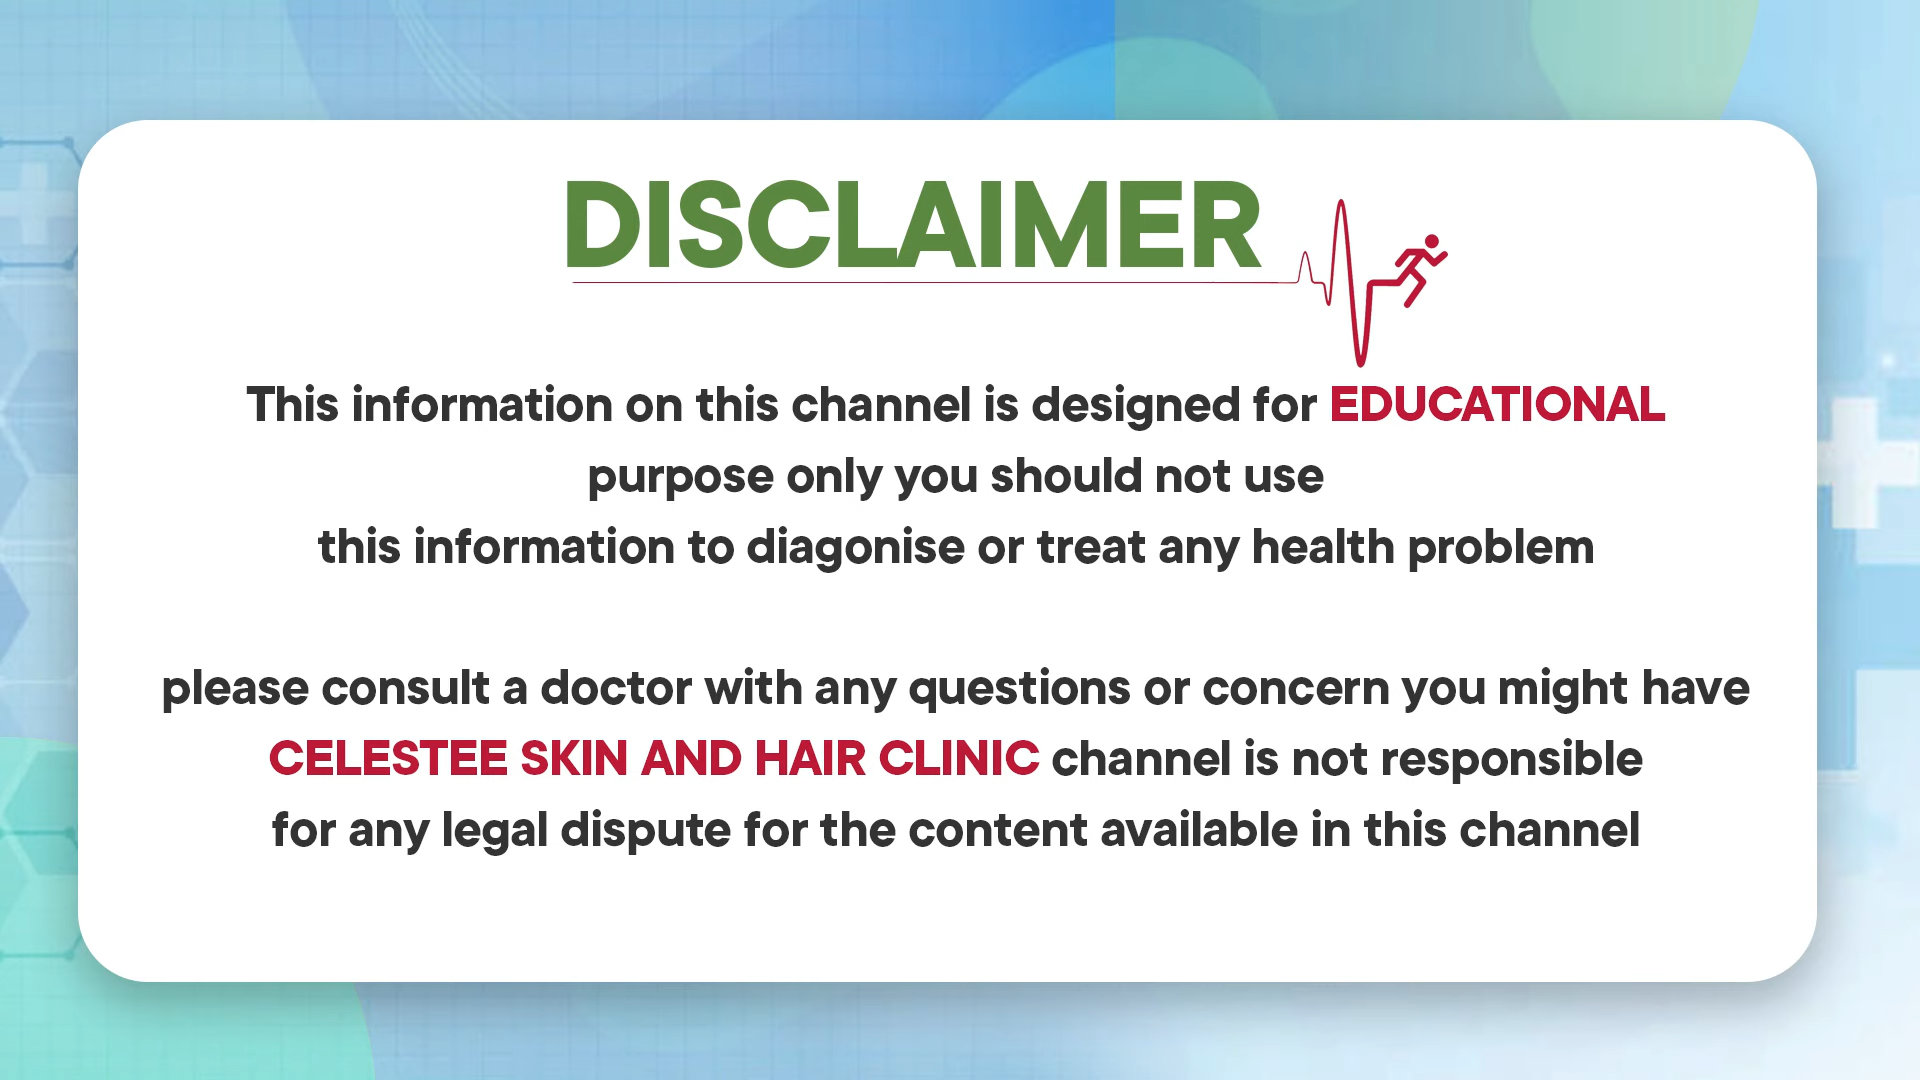 DISCLAIMER
This information on this channel is designed for EDUCATIONAL
purpose only you should not use
this information to diagonise or treat any health problem
please consult a doctor with any questions or concern you might have
CELESTEE SKIN AND HAIR CLINIC channel is not responsible
for any legal dispute for the content available in this channel